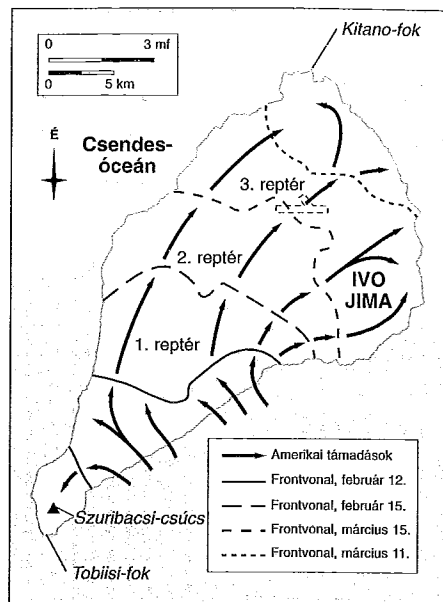 Kitano-fok
0 3 mf
0 5 km
É
Csendes-
óceán
3. reptér
2. reptér
IVO
JIMA
1. reptér
Szuribacsi-csúcs
Tobiisi-fok
Amerikai támadások
Frontvonal, február 12.
Frontvonal, február 15.
Frontvonal, március 15.
Frontvonal, március 11.